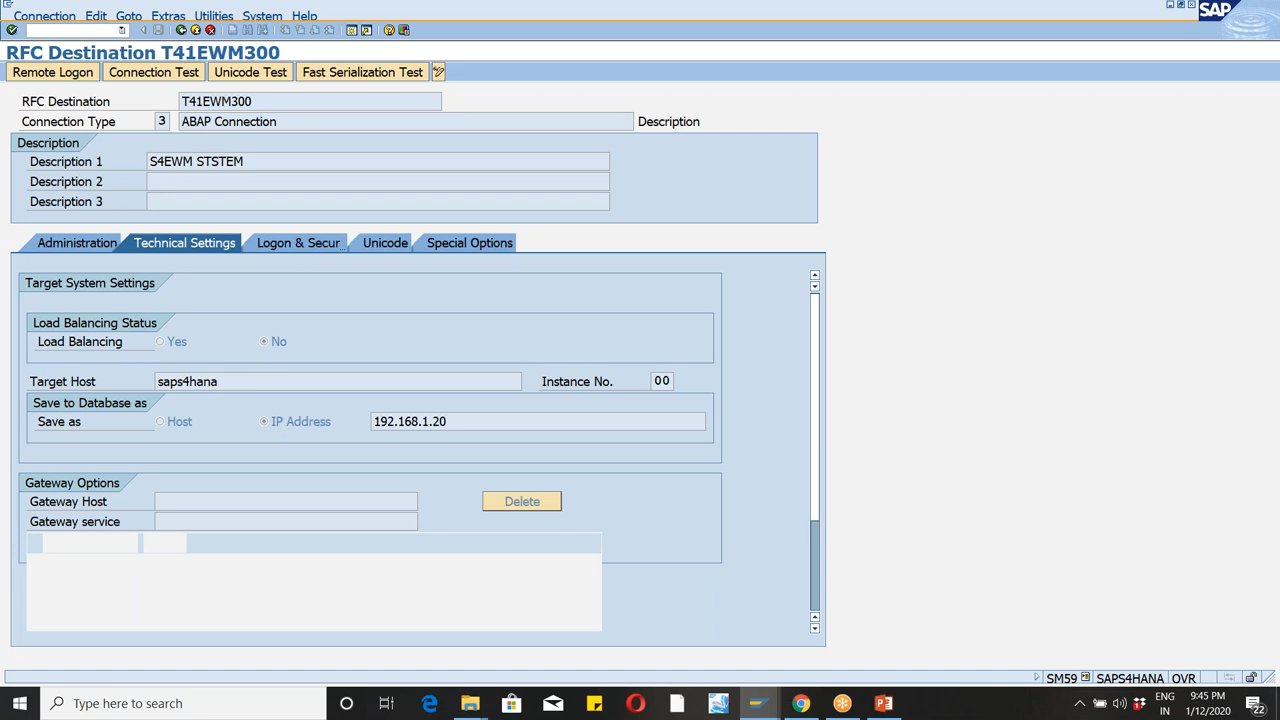 Connection Edit Goto Extras Utilities System Help
SAP
RFC Destination T41EWM300
Remote Logon Connection Test Unicode Test Fast Serialization Test
RFC Destination T41EWM300
Connection Type 3 ABAP Connection Description
Description
Description 1 S4EWM STSTEM
Description 2
Description 3
Administration Technical Settings Logon & Secur Unicode Special Options
Target System Settings
Load Balancing Status
Load Balancing Yes No
Target Host saps4hana Instance No. 00
Save to Database as
Save as Host IP Address 192.168.1.20
Gateway Options
Gateway Host Delete
Gateway service
SM59 SAPS4HANA OVR
Type here to search
ENG
IN
9:45 PM
1/12/2020
22